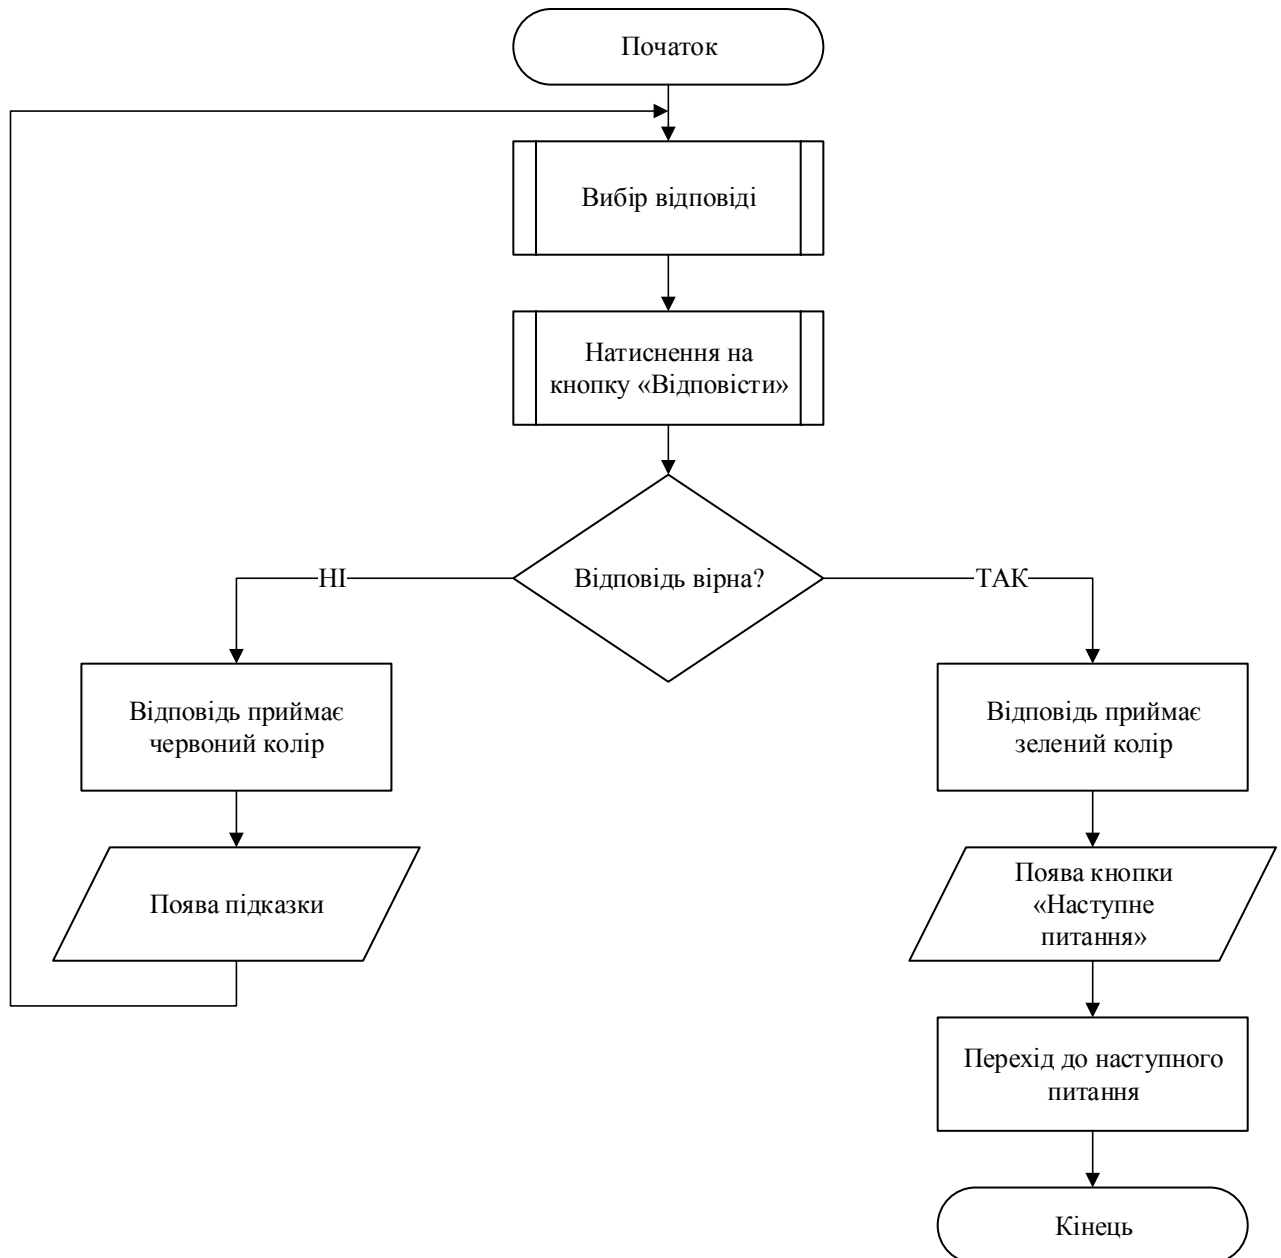 Початок
Вибір відповіді
Натиснення на
кнопку «Відповісти»
Відповідь вірна?
НІ
ТАК
Відповідь приймає
червоний колір
Відповідь приймає
зелений колір
Поява підказки
Поява кнопки
«Наступне
питання»
Перехід до наступного
питання
Кінець